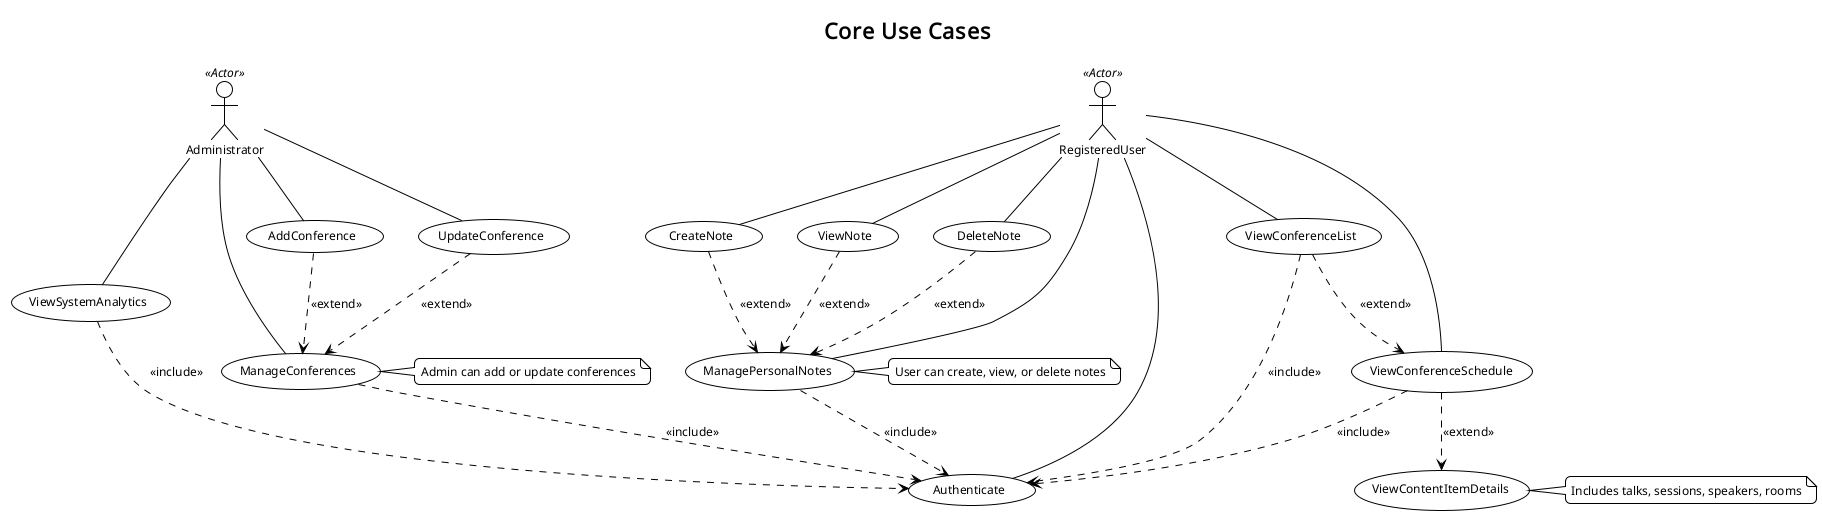 Core Use Cases
«Actor»
Administrator
«Actor»
RegisteredUser
AddConference
UpdateConference
CreateNote
ViewNote
DeleteNote
ViewConferenceList
ViewSystemAnalytics
«extend»
«extend»
«extend»
«extend»
«extend»
«extend»
«include»
ManageConferences
Admin can add or update conferences
ManagePersonalNotes
User can create, view, or delete notes
«include»
ViewConferenceSchedule
«include»
«include»
«include»
«extend»
Authenticate
ViewContentItemDetails
Includes talks, sessions, speakers, rooms